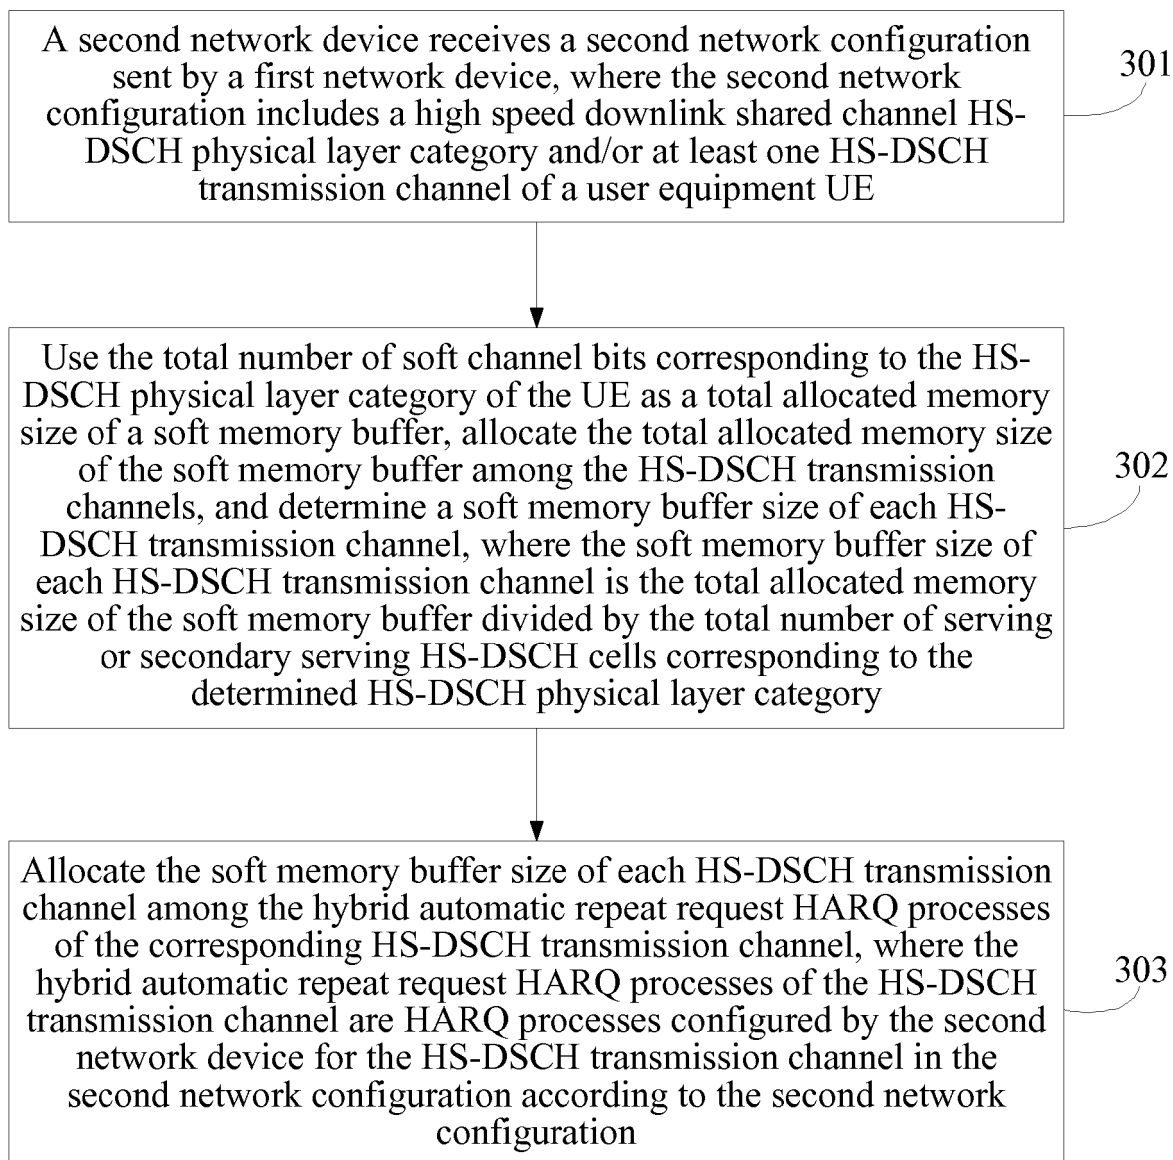 A second network device receives a second network configuration
sent by a first network device, where the second network
configuration includes a high speed downlink shared channel HS-
DSCH physical layer category and/or at least one HS-DSCH
transmission channel of a user equipment UE
301
Use the total number of soft channel bits corresponding to the HS-
DSCH physical layer category of the UE as a total allocated memory
size of a soft memory buffer, allocate the total allocated memory size
of the soft memory buffer among the HS-DSCH transmission
channels, and determine a soft memory buffer size of each HS-
DSCH transmission channel, where the soft memory buffer size of
each HS-DSCH transmission channel is the total allocated memory
size of the soft memory buffer divided by the total number of serving
or secondary serving HS-DSCH cells corresponding to the
determined HS-DSCH physical layer category
302
Allocate the soft memory buffer size of each HS-DSCH transmission
channel among the hybrid automatic repeat request HARQ processes
of the corresponding HS-DSCH transmission channel, where the
hybrid automatic repeat request HARQ processes of the HS-DSCH
transmission channel are HARQ processes configured by the second
network device for the HS-DSCH transmission channel in the
second network configuration according to the second network
configuration
303